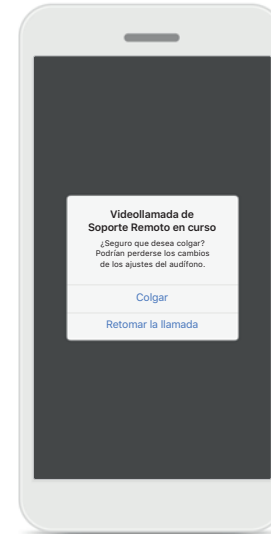 Videollamada de
Soporte Remoto en curso
¿Seguro que desea colgar?
Podrían perderse los cambios
de los ajustes del audífono.
Colgar
Retomar la llamada